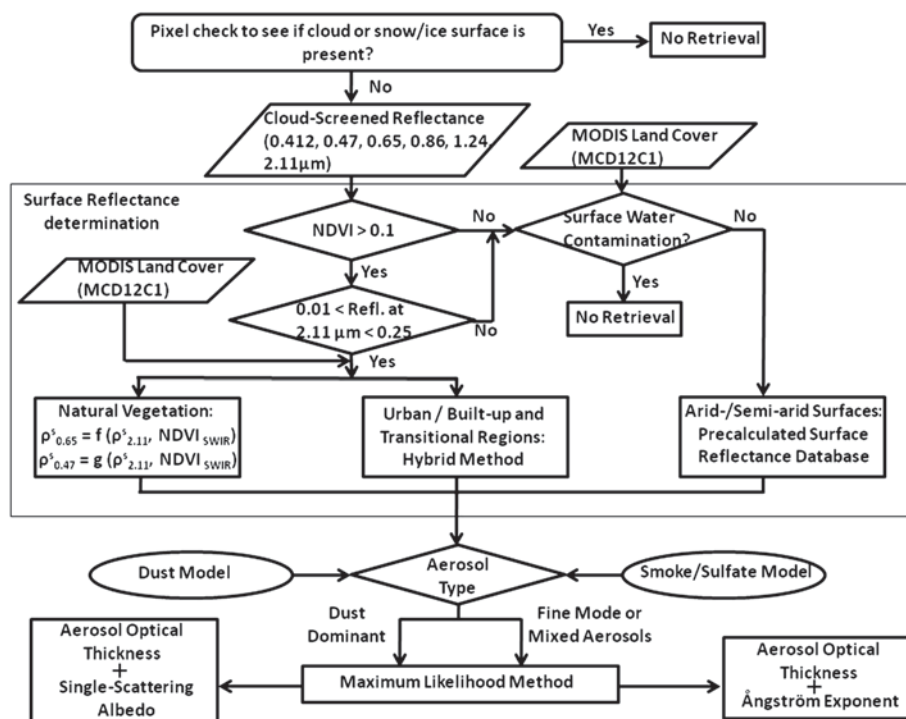 Pixel check to see if cloud or snow/ice surface is
present?
Yes
No Retrieval
No
Cloud-Screened Reflectance
(0.412, 0.47, 0.65, 0.86, 1.24,
2.11μm)
MODIS Land Cover
(MCD12C1)
Surface Reflectance
determination
NDVI > 0.1
No
Surface Water
Contamination?
No
Yes
MODIS Land Cover
(MCD12C1)
0.01 < Refl. at
2.11 μm < 0.25
No
Yes
No Retrieval
Yes
Natural Vegetation:
ρˢ₀.₆₅ = f (ρˢ₂.₁₁, NDVI SWIR)
ρˢ₀.₄₇ = g (ρˢ₂.₁₁, NDVI SWIR)
Urban / Built-up and
Transitional Regions:
Hybrid Method
Arid-/Semi-arid Surfaces:
Precalculated Surface
Reflectance Database
Dust Model
Aerosol
Type
Smoke/Sulfate Model
Dust
Dominant
Fine Mode or
Mixed Aerosols
Aerosol Optical
Thickness
+
Single-Scattering
Albedo
Maximum Likelihood Method
Aerosol Optical
Thickness
+
Ångström Exponent